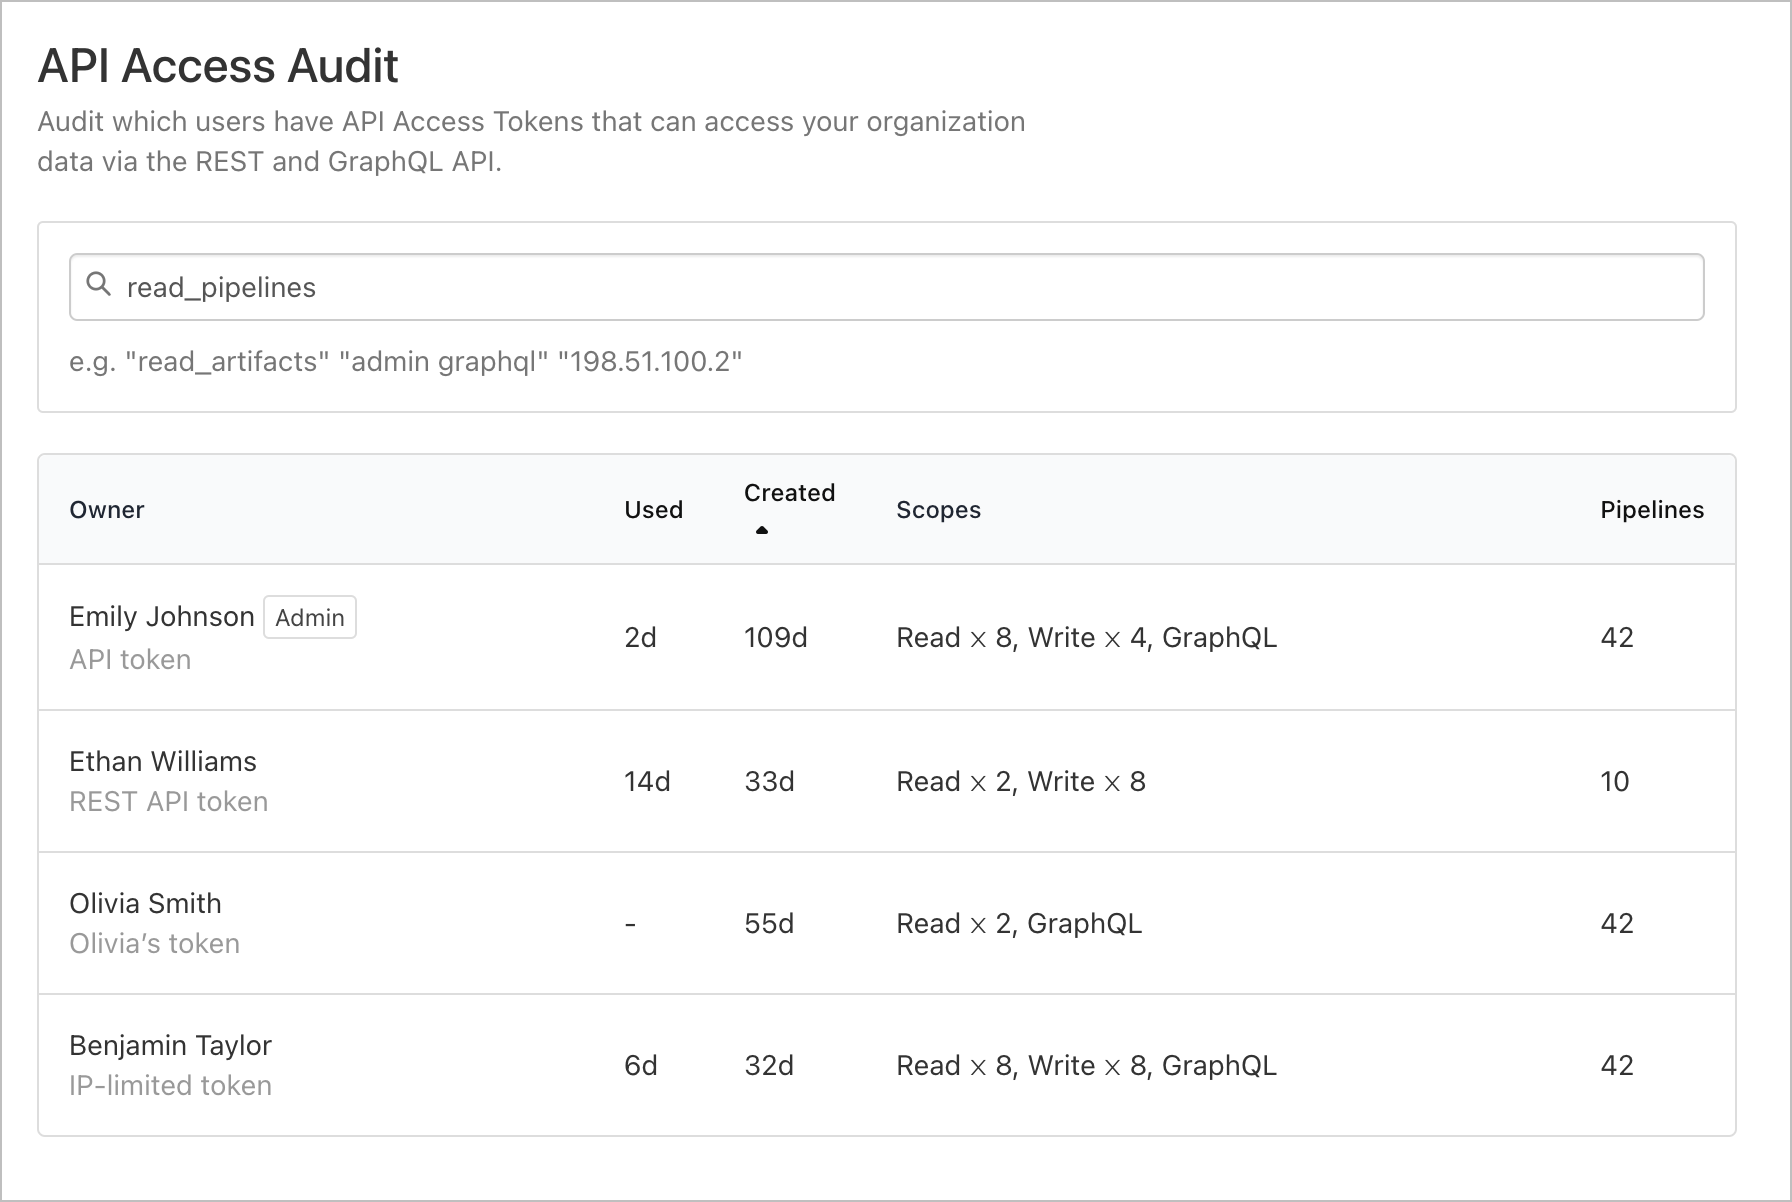 API Access Audit
Audit which users have API Access Tokens that can access your organization
data via the REST and GraphQL API.
read_pipelines
e.g. "read_artifacts" "admin graphql" "198.51.100.2"
Owner Used Created Scopes Pipelines
Emily Johnson Admin
API token
2d 109d Read x 8, Write x 4, GraphQL 42
Ethan Williams
REST API token
14d 33d Read x 2, Write x 8 10
Olivia Smith
Olivia’s token
- 55d Read x 2, GraphQL 42
Benjamin Taylor
IP-limited token
6d 32d Read x 8, Write x 8, GraphQL 42